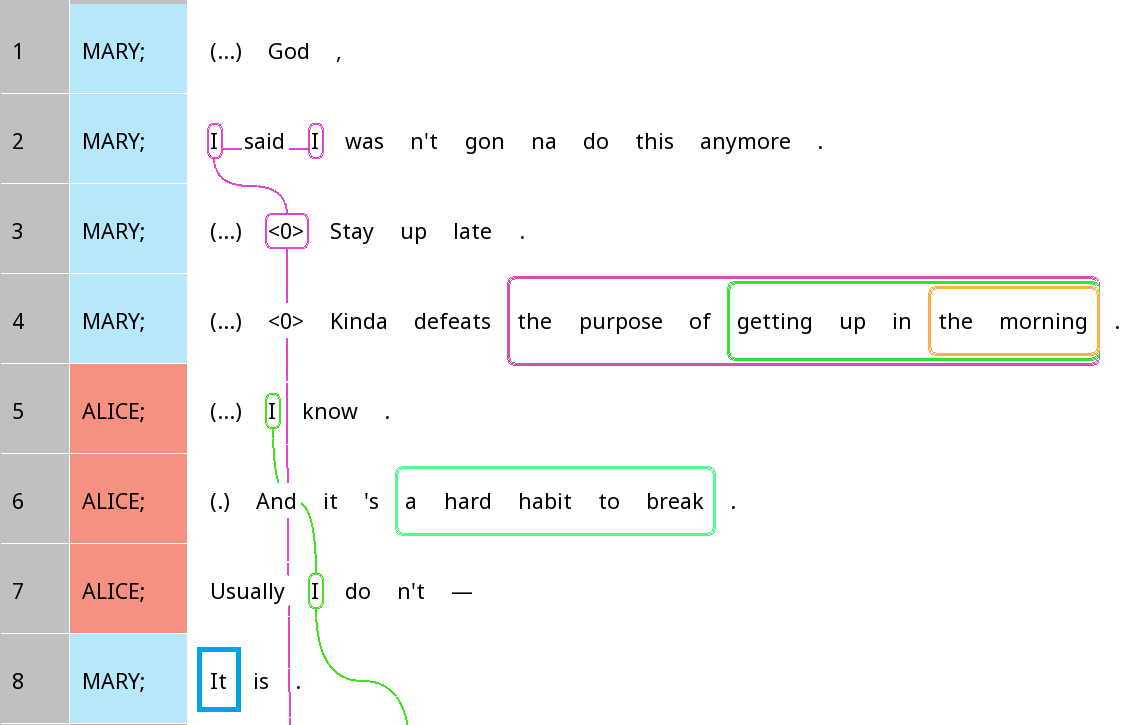 1 MARY; (...) God ,
2 MARY; I said I was n't gon na do this anymore .
3 MARY; (...) <0> Stay up late .
4 MARY; (...) <0> Kinda defeats the purpose of getting up in the morning .
5 ALICE; (...) I know .
6 ALICE; (.) And it 's a hard habit to break .
7 ALICE; Usually I do n't —
8 MARY; It is .